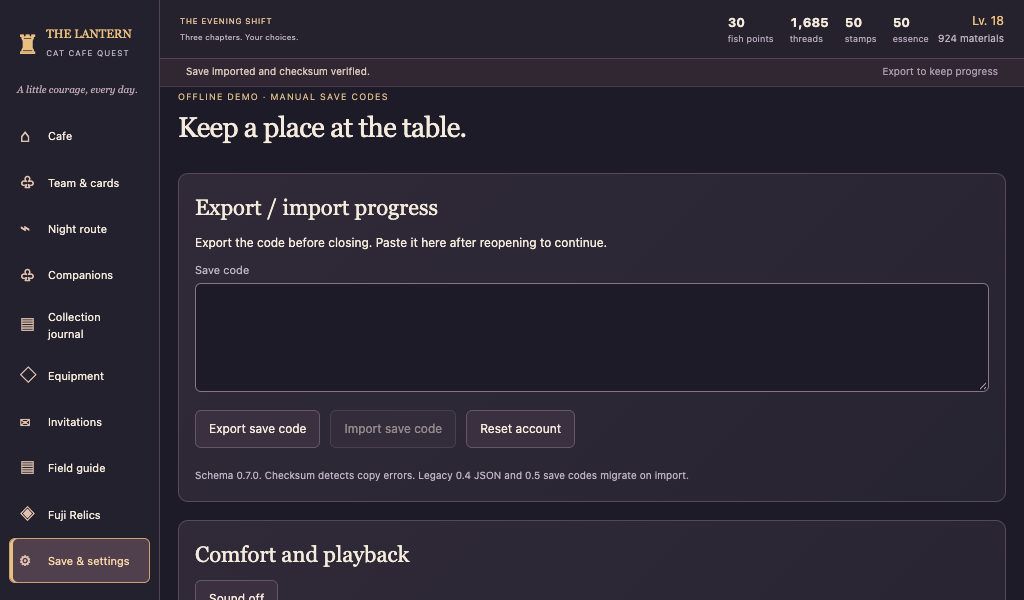 THE LANTERN
CAT CAFE QUEST
A little courage, every day.
Cafe
Team & cards
Night route
Companions
Collection
journal
Equipment
Invitations
Field guide
Fuji Relics
Save & settings
THE EVENING SHIFT
Three chapters. Your choices.
30
fish points
1,685
threads
50
stamps
50
essence
Lv. 18
924 materials
Save imported and checksum verified.
Export to keep progress
OFFLINE DEMO · MANUAL SAVE CODES
Keep a place at the table.
Export / import progress
Export the code before closing. Paste it here after reopening to continue.
Save code
Export save code
Import save code
Reset account
Schema 0.7.0. Checksum detects copy errors. Legacy 0.4 JSON and 0.5 save codes migrate on import.
Comfort and playback
Sound off